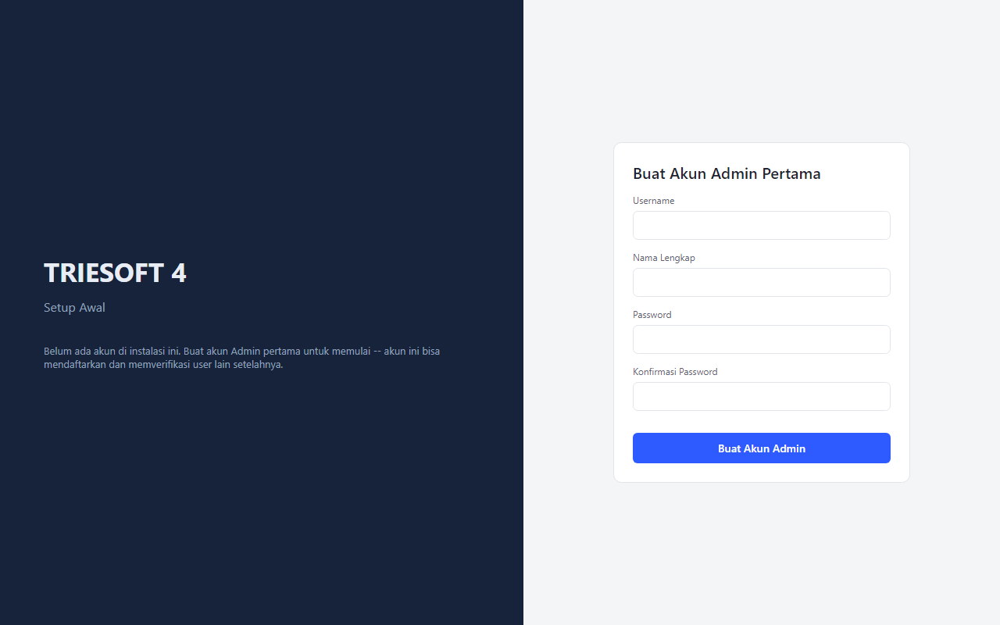 TRIESOFT 4
Setup Awal
Belum ada akun di instalasi ini. Buat akun Admin pertama untuk memulai -- akun ini bisa
mendaftarkan dan memverifikasi user lain setelahnya.
Buat Akun Admin Pertama
Username
Nama Lengkap
Password
Konfirmasi Password
Buat Akun Admin